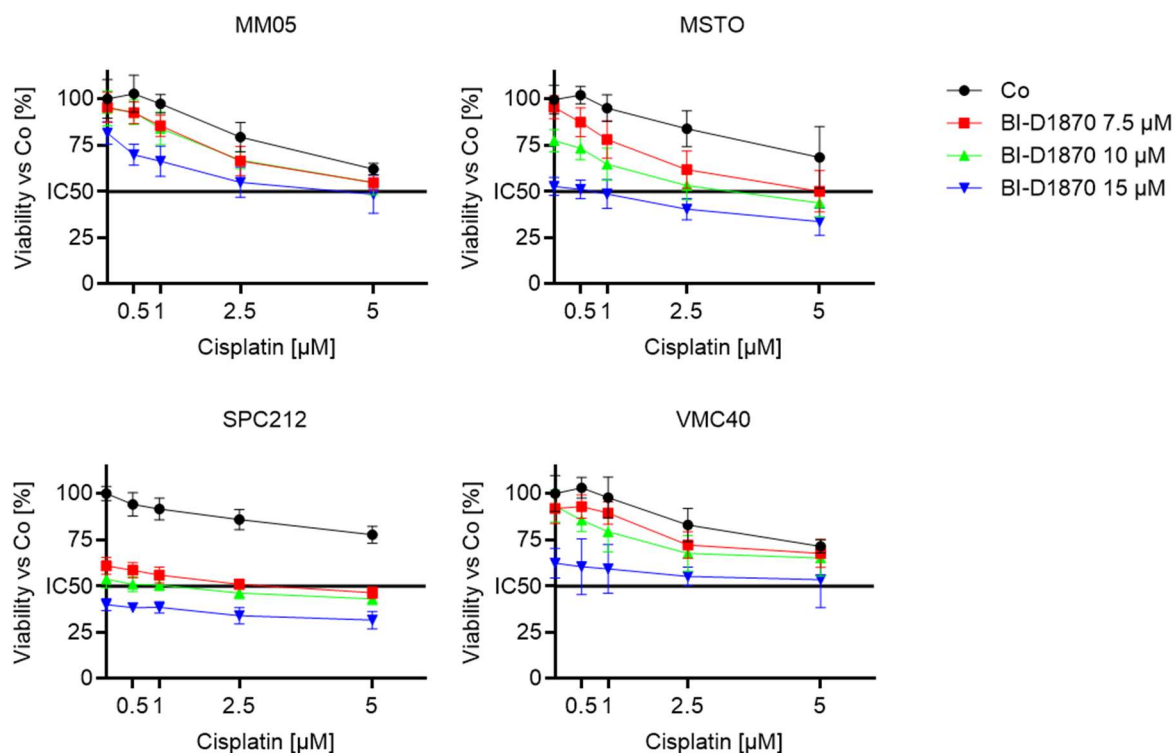 MM05
Viability vs Co [%]
100
75
IC50
25
0
0.5 1 2.5 5
Cisplatin [µM]
MSTO
Viability vs Co [%]
100
75
IC50
25
0
0.5 1 2.5 5
Cisplatin [µM]
Co
BI-D1870 7.5 µM
BI-D1870 10 µM
BI-D1870 15 µM
SPC212
Viability vs Co [%]
100
75
IC50
25
0
0.5 1 2.5 5
Cisplatin [µM]
VMC40
Viability vs Co [%]
100
75
IC50
25
0
0.5 1 2.5 5
Cisplatin [µM]